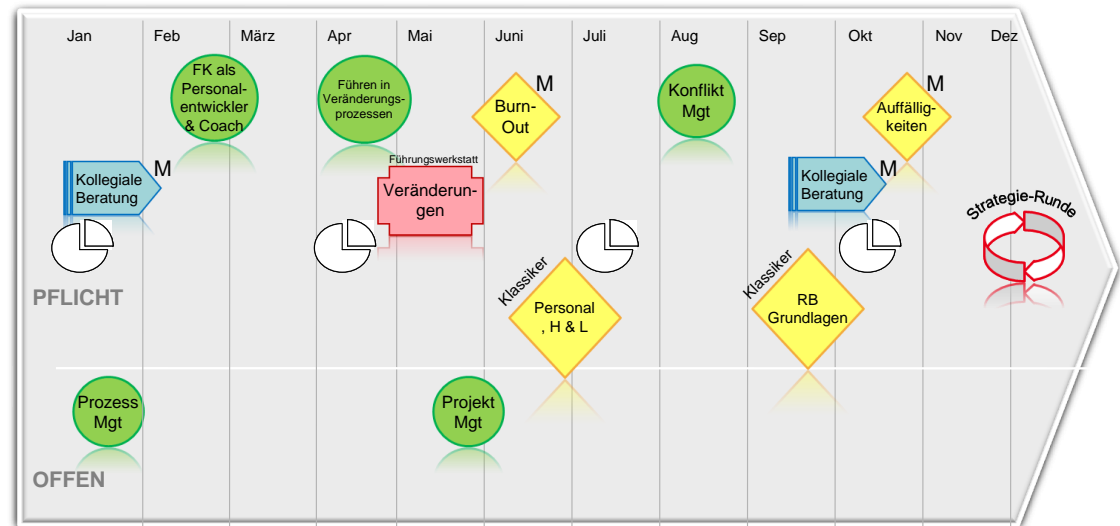 Jan
Feb
März
Apr
Mai
Juni
Juli
Aug
Sep
Okt
Nov
Dez
FK als
Personal-
entwickler
& Coach
Führen in
Veränderungs-
prozessen
M
Burn-
Out
Konflikt
Mgt
M
Auffällig-
keiten
Kollegiale
Beratung
M
Führungswerkstatt
Veränderun-
gen
Kollegiale
Beratung
M
Strategie-Runde
PFLICHT
Klassiker
Personal
, H & L
Klassiker
RB
Grundlagen
Prozess
Mgt
Projekt
Mgt
OFFEN